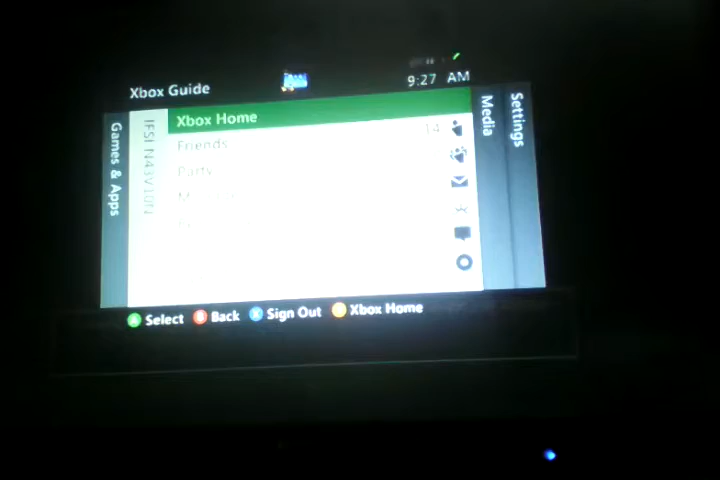 Xbox Guide
9:27 AM
Games & Apps
Xbox Home
Friends 14
Party
Media
Settings
Select Back Sign Out Xbox Home